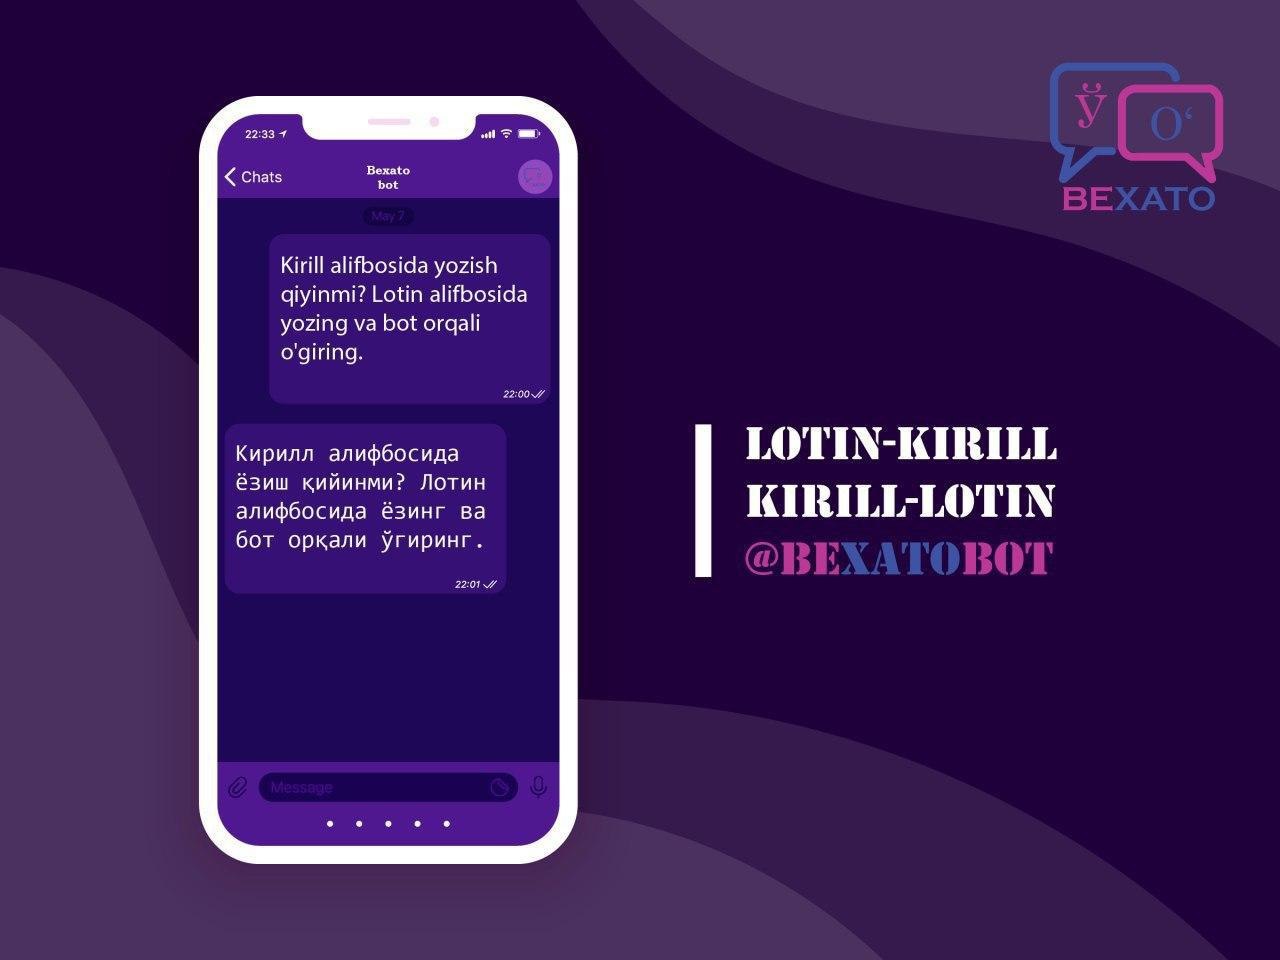 22:33
Chats
Bexato
bot
May 7
Kirill alifbosida yozish
qiyinmi? Lotin alifbosida
yozing va bot orqali
o'giring.
22:00
Кирилл алифбосида
ёзиш қийинми? Лотин
алифбосида ёзинг ва
бот орқали ўгиринг.
22:01
Message
ў O‘
BEXATO
LOTIN-KIRILL
KIRILL-LOTIN
@BEXATOBOT